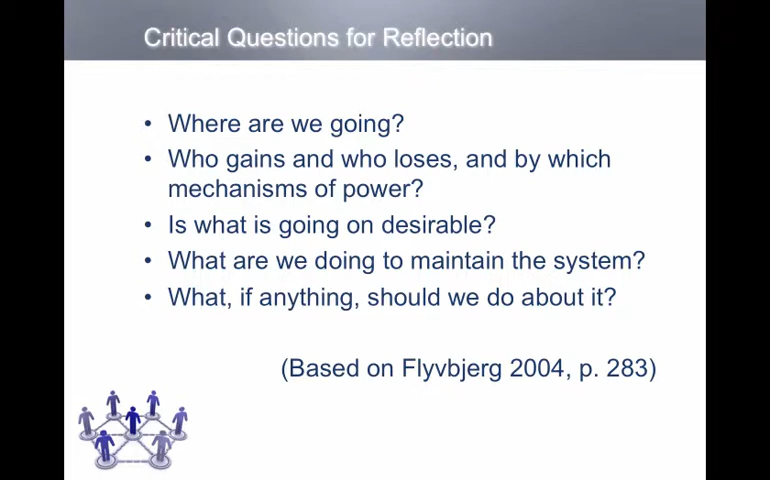 Critical Questions for Reflection
• Where are we going?
• Who gains and who loses, and by which
mechanisms of power?
• Is what is going on desirable?
• What are we doing to maintain the system?
• What, if anything, should we do about it?
(Based on Flyvbjerg 2004, p. 283)